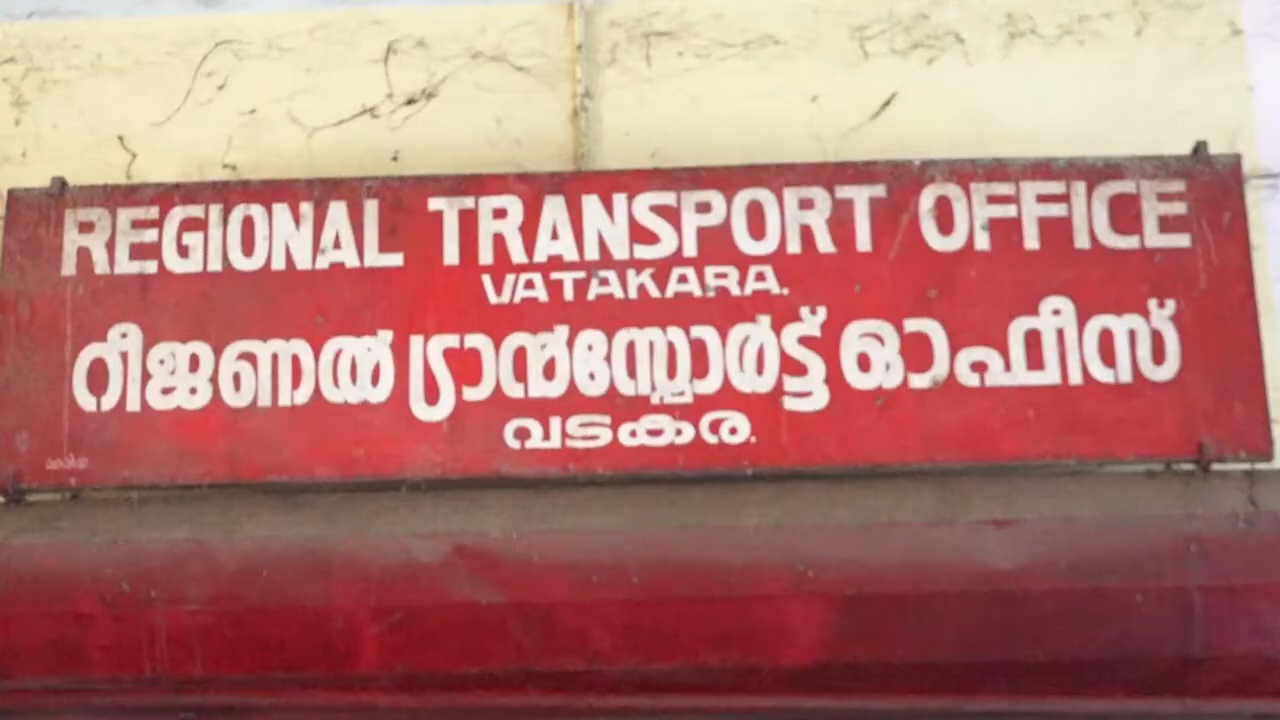 REGIONAL TRANSPORT OFFICE
VATAKARA.
റീജണൽ ട്രാൻസ്പോർട്ട് ഓഫീസ്
വടകര.